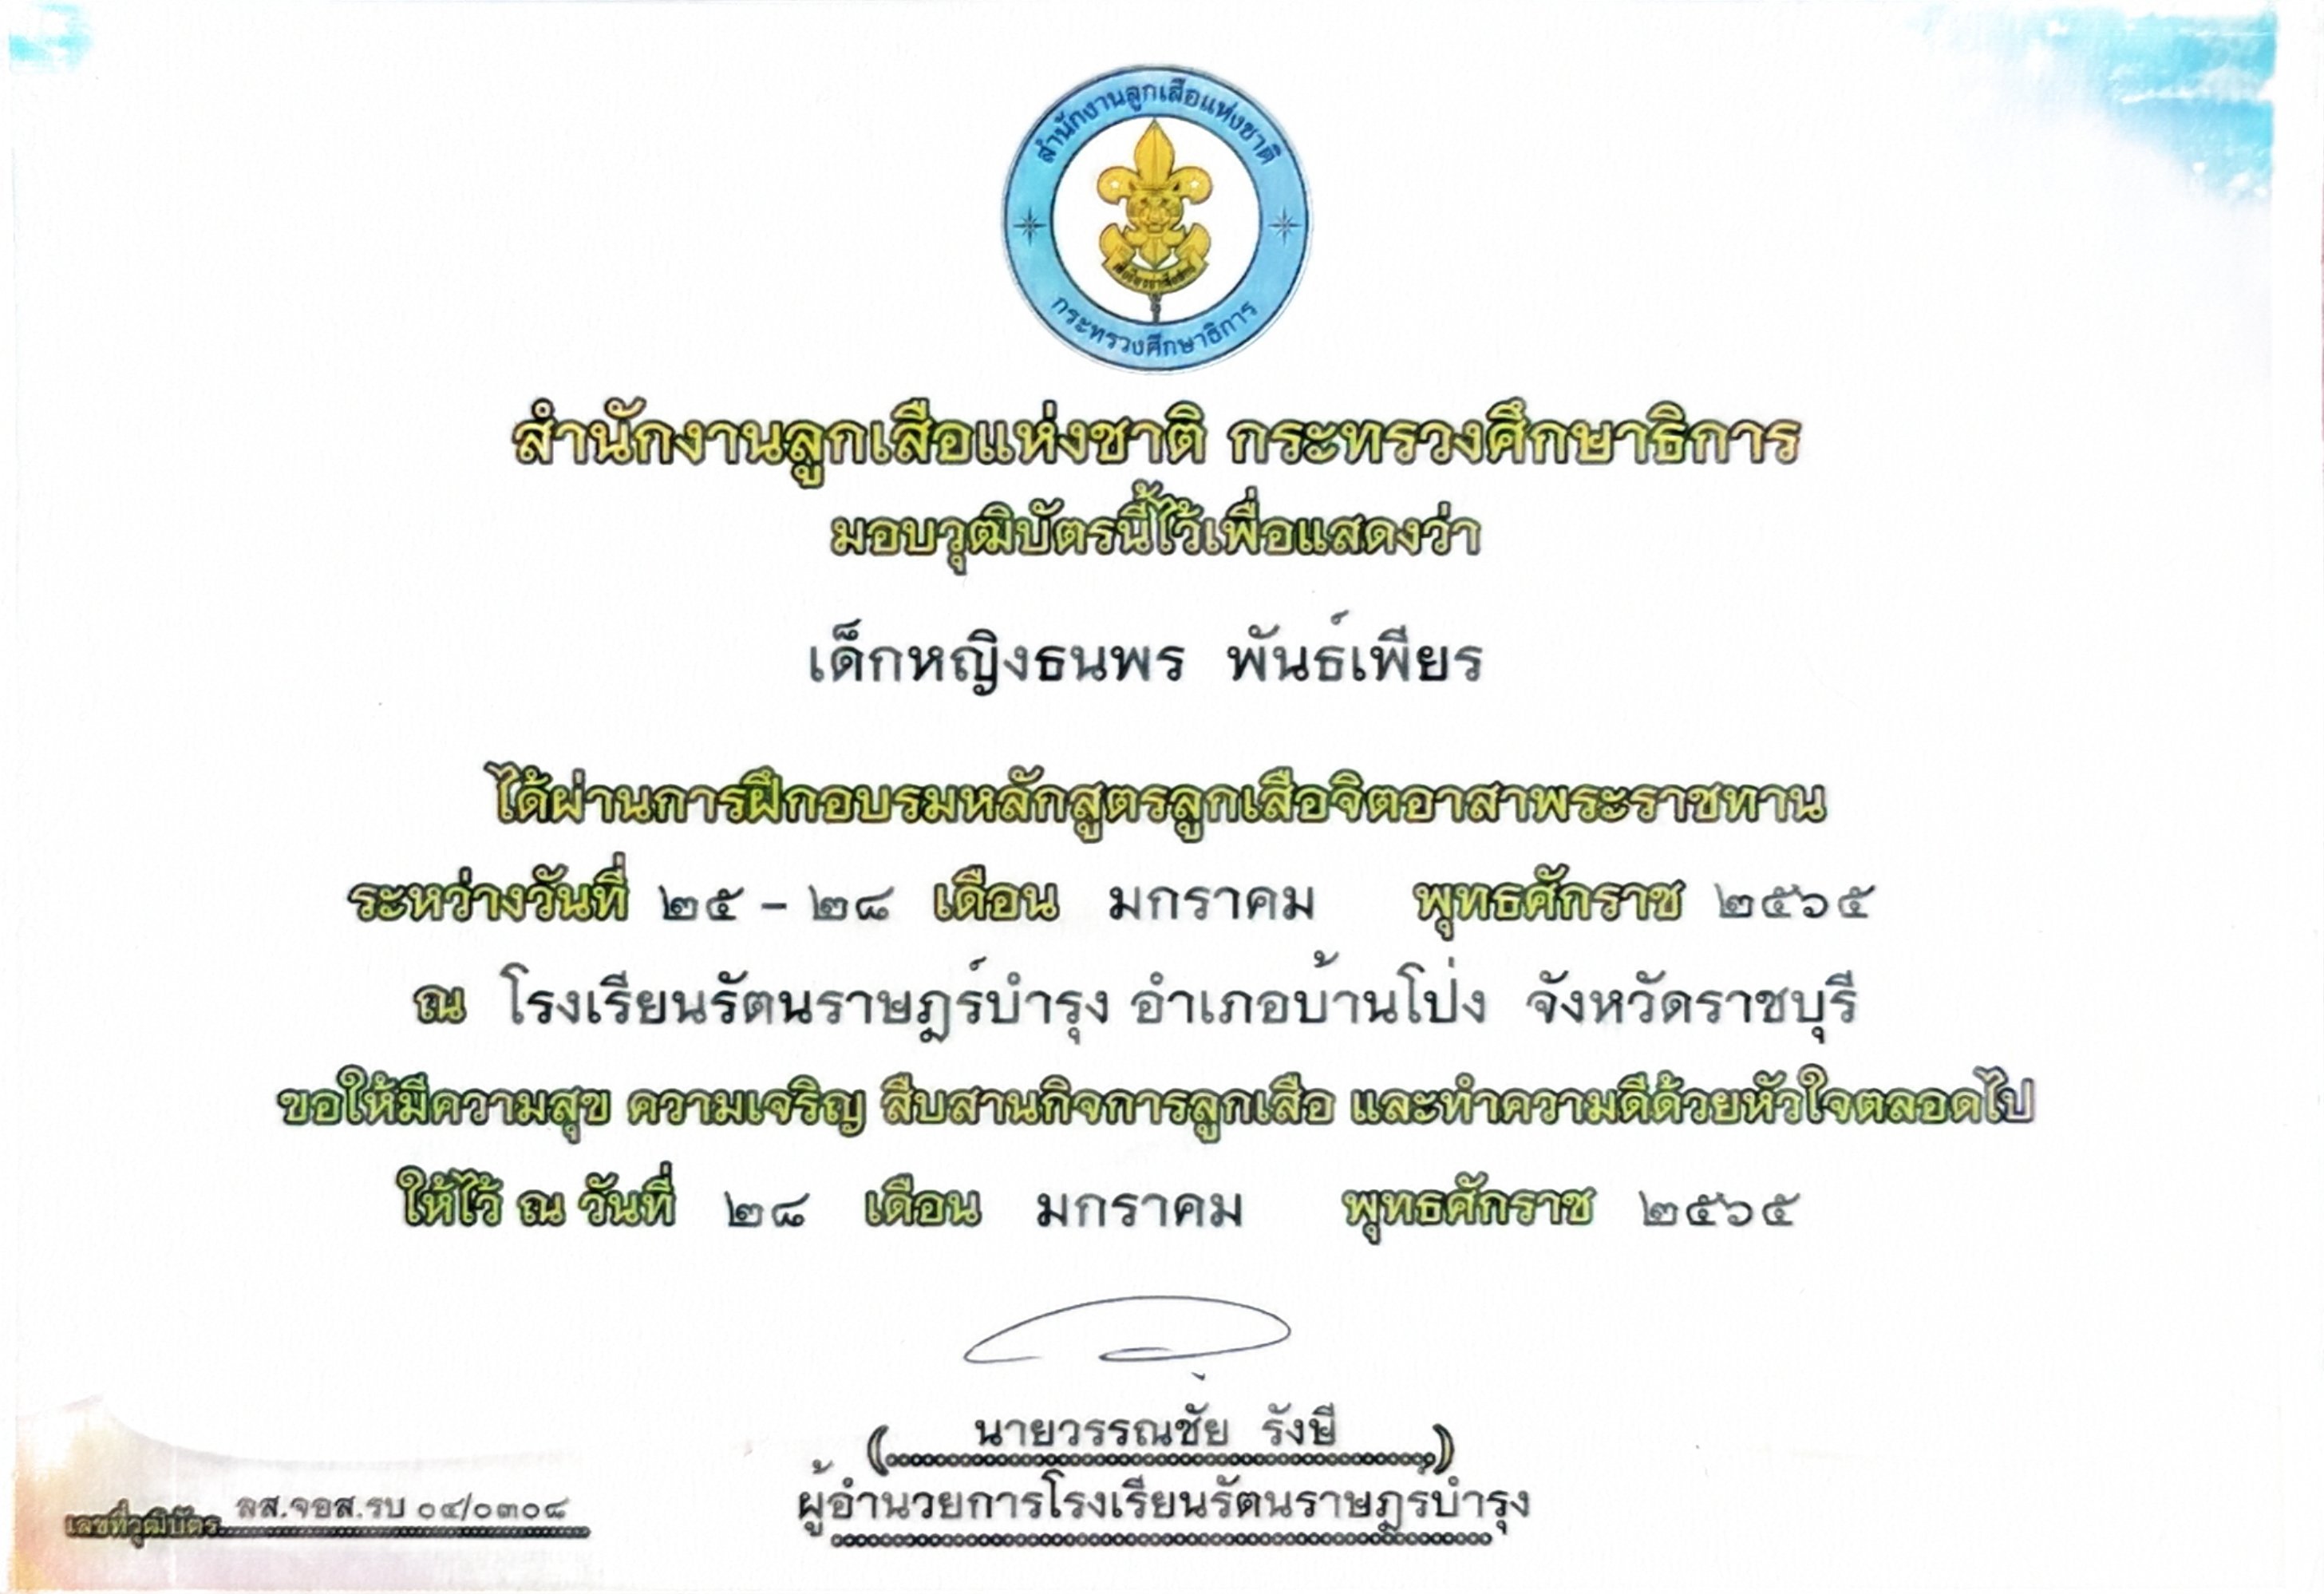 สำนักงานลูกเสือแห่งชาติ
กระทรวงศึกษาธิการ
สำนักงานลูกเสือแห่งชาติ กระทรวงศึกษาธิการ
มอบวุฒิบัตรนี้ไว้เพื่อแสดงว่า
เด็กหญิงธนพร พันธ์เพียร
ได้ผ่านการฝึกอบรมหลักสูตรลูกเสือจิตอาสาพระราชทาน
ระหว่างวันที่ ๒๕ - ๒๘ เดือน มกราคม พุทธศักราช ๒๕๖๕
ณ โรงเรียนรัตนราษฎร์บำรุง อำเภอบ้านโป่ง จังหวัดราชบุรี
ขอให้มีความสุข ความเจริญ สืบสานกิจการลูกเสือ และทำความดีด้วยหัวใจตลอดไป
ให้ไว้ ณ วันที่ ๒๘ เดือน มกราคม พุทธศักราช ๒๕๖๕
(นายวรรณชัย รังษี)
ผู้อำนวยการโรงเรียนรัตนราษฎร์บำรุง
เลขที่วุฒิบัตร ลส.จอส.รบ ๐๔/๐๓๐๘